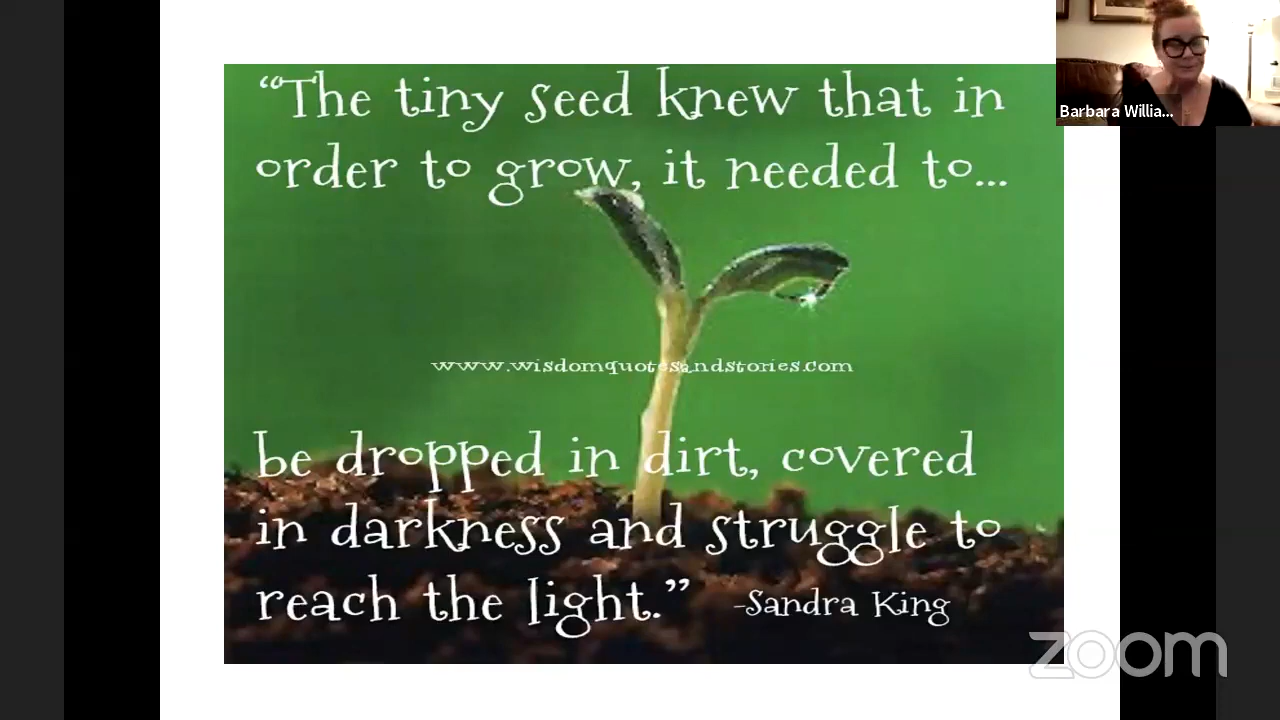 “The tiny seed knew that in
order to grow, it needed to...
www.wisdomquotesandstories.com
be dropped in dirt, covered
in darkness and struggle to
reach the light.”
-Sandra King
Barbara Willia...
zoom